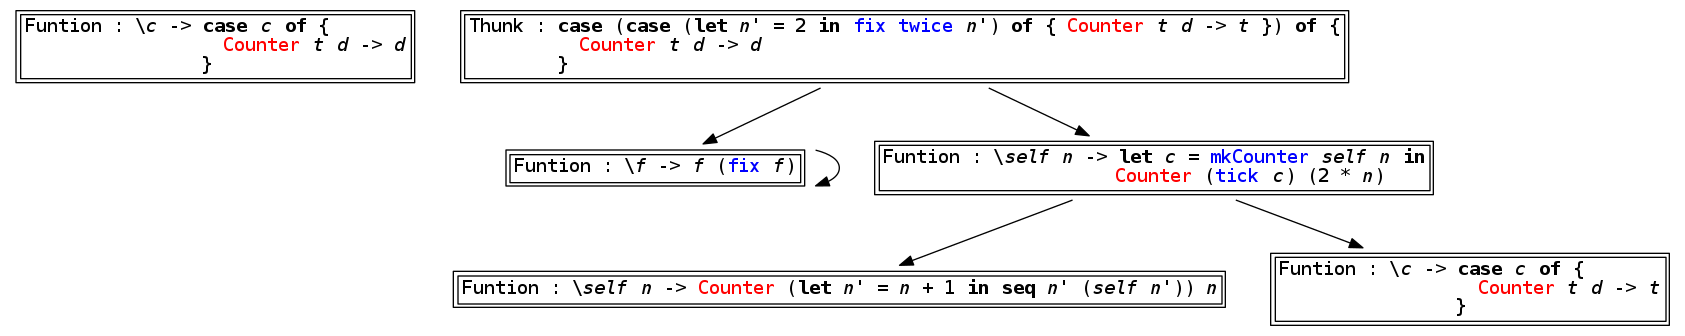 Funtion : \c -> case c of {
Counter t d -> d
}
Thunk : case (case (let n' = 2 in fix twice n') of { Counter t d -> t }) of {
Counter t d -> d
}
Funtion : \f -> f (fix f)
Funtion : \self n -> let c = mkCounter self n in
Counter (tick c) (2 * n)
Funtion : \self n -> Counter (let n' = n + 1 in seq n' (self n')) n
Funtion : \c -> case c of {
Counter t d -> t
}